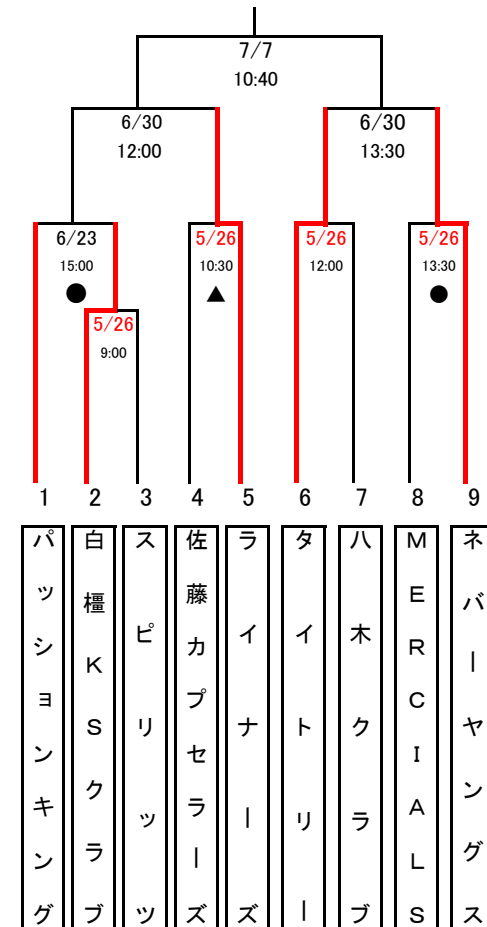 7/7
10:40
6/30
12:00
6/30
13:30
6/23
15:00
●
5/26
10:30
▲
5/26
12:00
5/26
13:30
●
5/26
9:00
1 2 3 4 5 6 7 8 9
パッションキング
白橿KSクラブ
スピリッツ
佐藤カプセラーズ
ライナーズ
タイトリー
八木クラブ
MERCIALS
ネバーヤングス